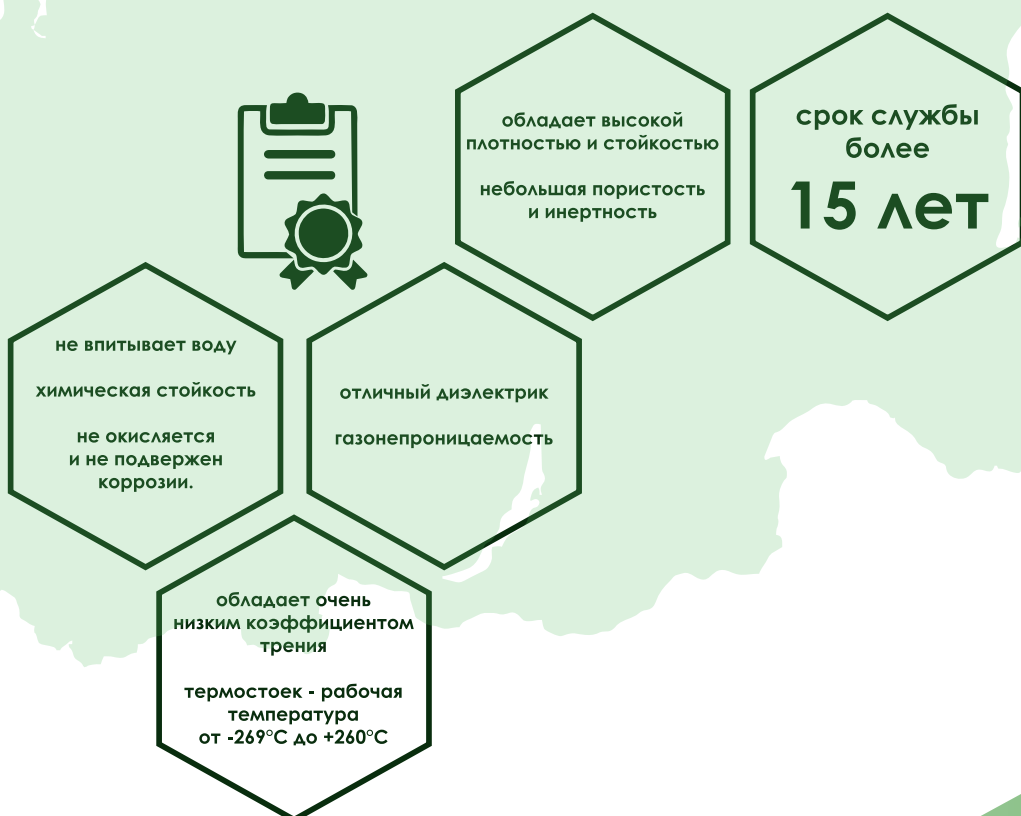 обладает высокой
плотностью и стойкостью
небольшая пористость
и инертность
срок службы
более
15 лет
не впитывает воду
химическая стойкость
не окисляется
и не подвержен
коррозии.
отличный диэлектрик
газонепроницаемость
обладает очень
низким коэффициентом
трения
термостоек - рабочая
температура
от -269°С до +260°С